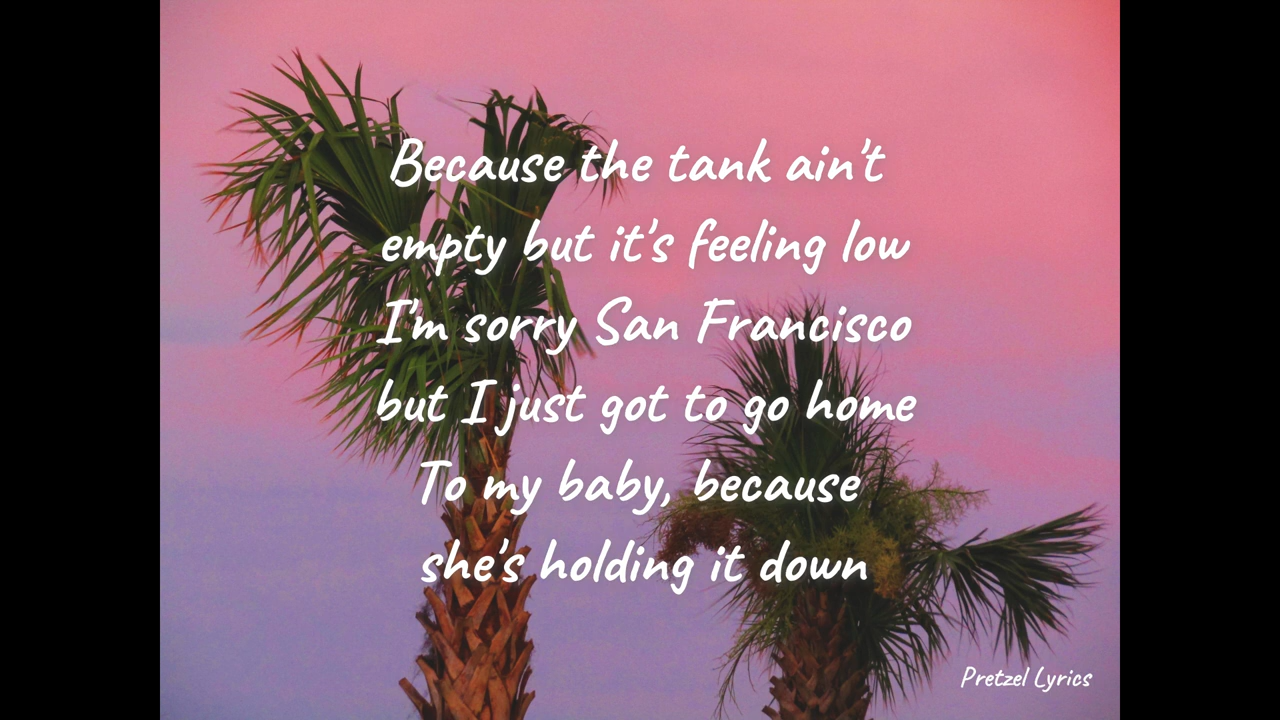 Because the tank ain't
empty but it's feeling low
I'm sorry San Francisco
but I just got to go home
To my baby, because
she's holding it down
Pretzel Lyrics